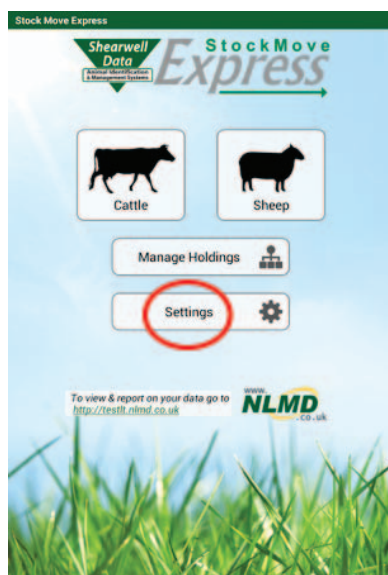 Stock Move Express
Shearwell
Data
Animal Identification
& Management Systems
StockMove
Express
Cattle
Sheep
Manage Holdings
Settings
To view & report on your data go to
http://testlt.nlmd.co.uk
www.
NLMD
.co.uk